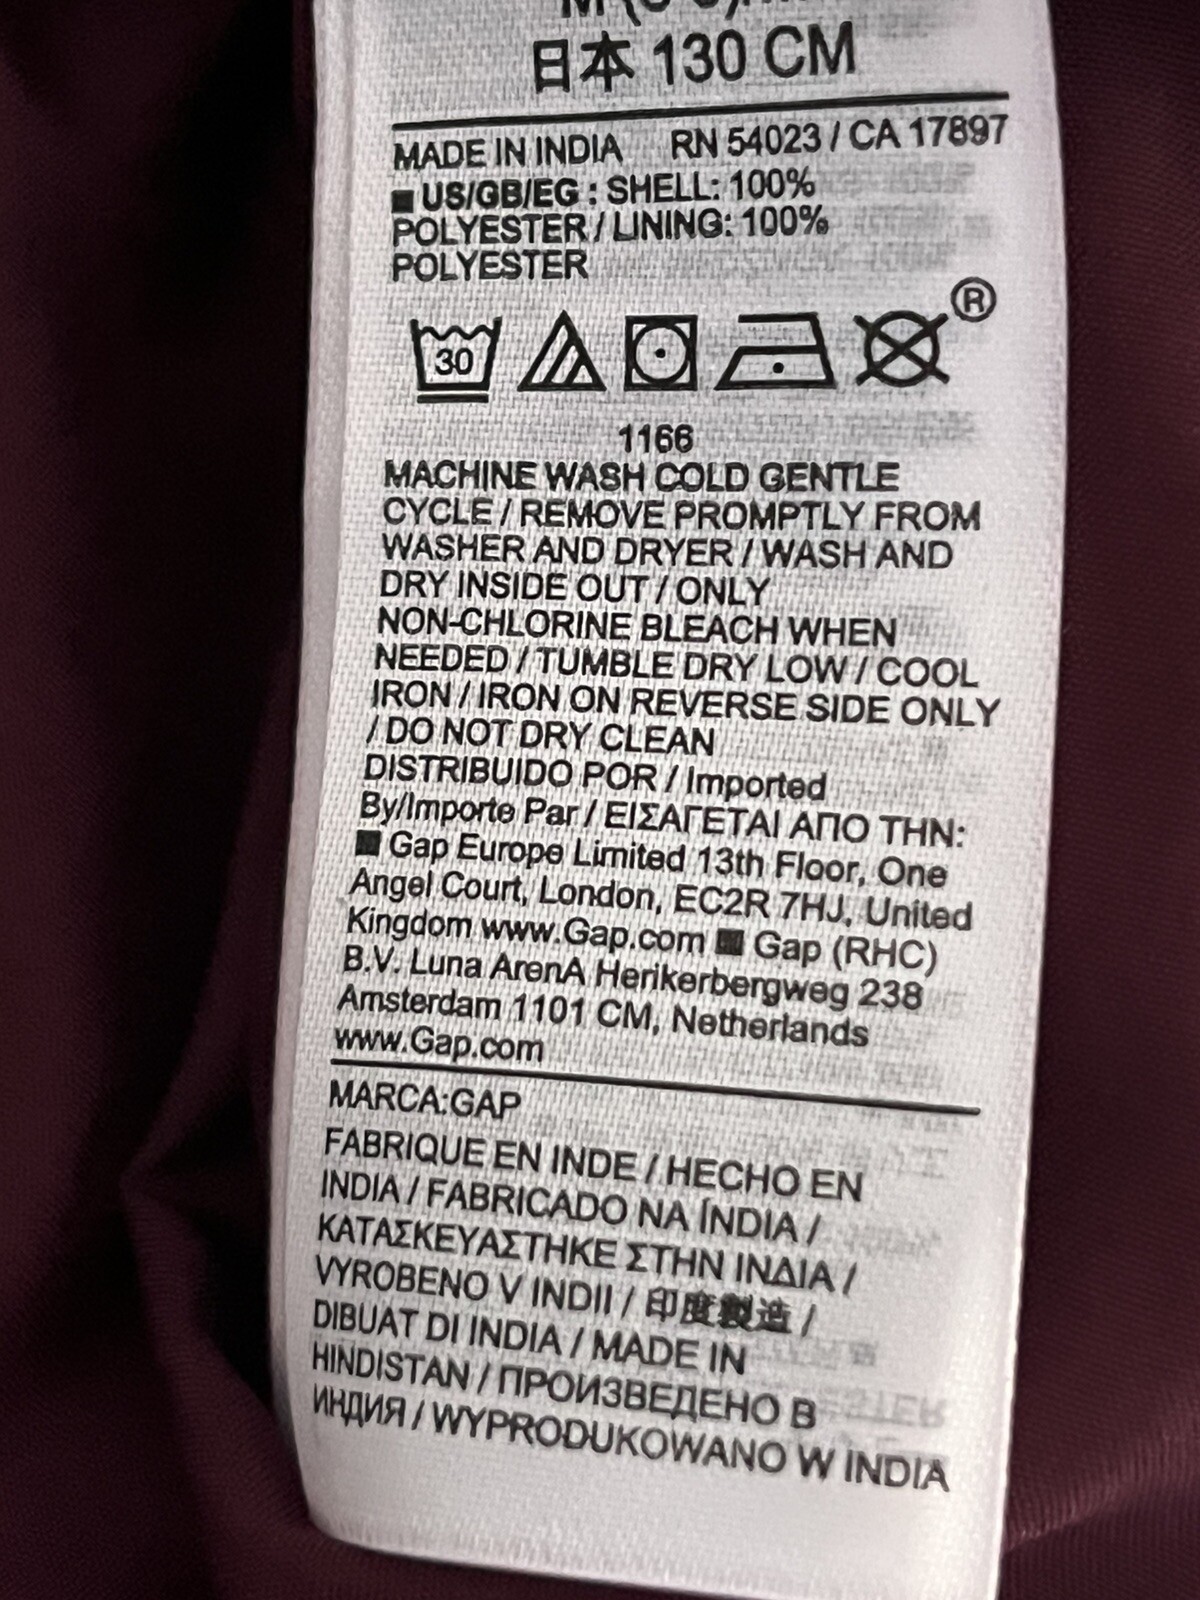 日本 130 CM
MADE IN INDIA RN 54023 / CA 17897
■ US/GB/EG : SHELL: 100%
POLYESTER / LINING: 100%
POLYESTER
®
30
1166
MACHINE WASH COLD GENTLE
CYCLE / REMOVE PROMPTLY FROM
WASHER AND DRYER / WASH AND
DRY INSIDE OUT / ONLY
NON-CHLORINE BLEACH WHEN
NEEDED / TUMBLE DRY LOW / COOL
IRON / IRON ON REVERSE SIDE ONLY
/ DO NOT DRY CLEAN
DISTRIBUIDO POR / Imported
By/Importe Par / ΕΙΣΑΓΕΤΑΙ ΑΠΟ ΤΗΝ:
■ Gap Europe Limited 13th Floor, One
Angel Court, London, EC2R 7HJ, United
Kingdom www.Gap.com ■ Gap (RHC)
B.V. Luna ArenA Herikerbergweg 238
Amsterdam 1101 CM, Netherlands
www.Gap.com
MARCA:GAP
FABRIQUE EN INDE / HECHO EN
INDIA / FABRICADO NA ÍNDIA /
ΚΑΤΑΣΚΕΥΑΣΤΗΚΕ ΣΤΗΝ ΙΝΔΙΑ /
VYROBENO V INDII / 印度製造 /
DIBUAT DI INDIA / MADE IN
HINDISTAN / ПРОИЗВЕДЕНО В
ИНДИЯ / WYPRODUKOWANO W INDIA